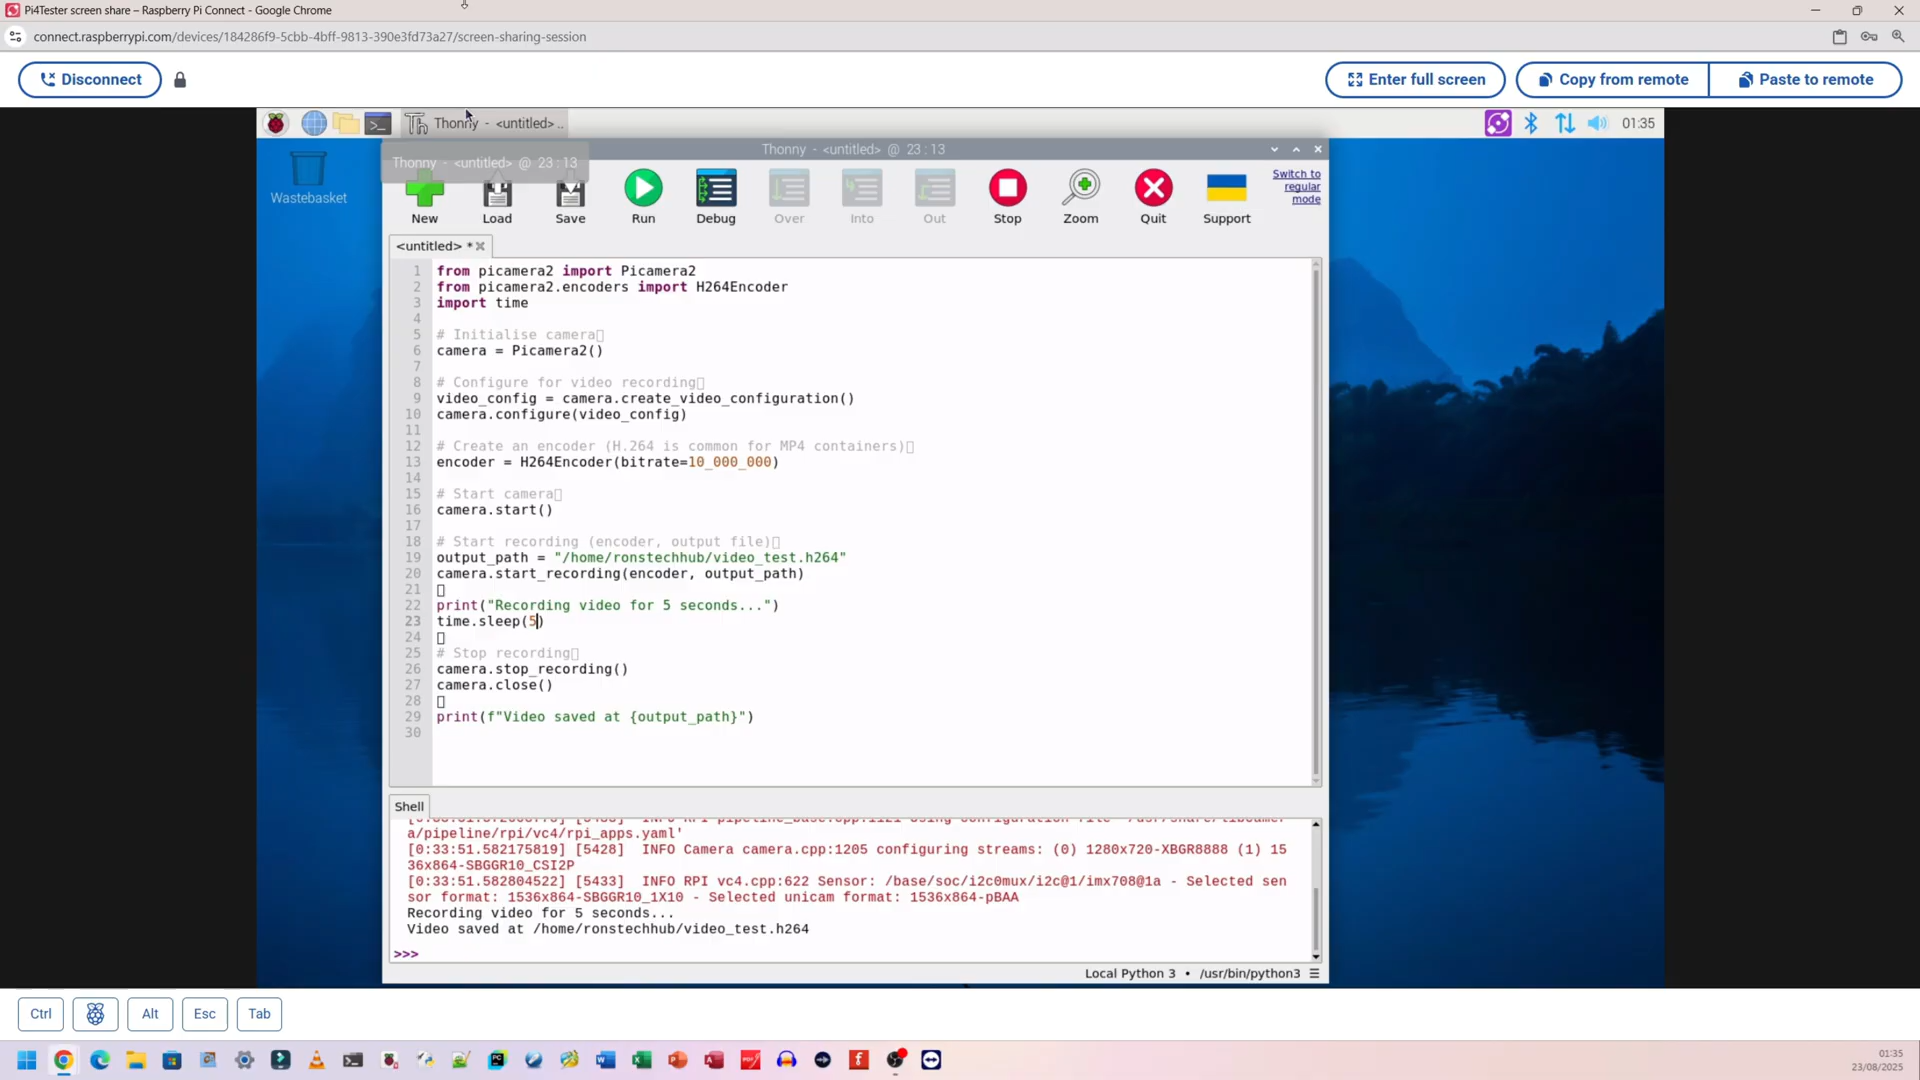 Pi4Tester screen share – Raspberry Pi Connect - Google Chrome
connect.raspberrypi.com/devices/184286f9-5cbb-4bff-9813-390e3fd73a27/screen-sharing-session
Disconnect
Enter full screen
Copy from remote
Paste to remote
Thonny - <untitled> ..
01:35
Wastebasket
Thonny - <untitled> @ 23:13
Thonny - <untitled> @ 23:13
New
Load
Save
Run
Debug
Over
Into
Out
Stop
Zoom
Quit
Support
Switch to
regular
mode
<untitled> *
1 from picamera2 import Picamera2
2 from picamera2.encoders import H264Encoder
3 import time
4
5 # Initialise camera
6 camera = Picamera2()
7
8 # Configure for video recording
9 video_config = camera.create_video_configuration()
10 camera.configure(video_config)
11
12 # Create an encoder (H.264 is common for MP4 containers)
13 encoder = H264Encoder(bitrate=10_000_000)
14
15 # Start camera
16 camera.start()
17
18 # Start recording (encoder, output file)
19 output_path = "/home/ronstechhub/video_test.h264"
20 camera.start_recording(encoder, output_path)
21
22 print("Recording video for 5 seconds...")
23 time.sleep(5)
24
25 # Stop recording
26 camera.stop_recording()
27 camera.close()
28
29 print(f"Video saved at {output_path}")
30
Shell
a/pipeline/rpi/vc4/rpi_apps.yaml'
[0:33:51.582175819] [5428] INFO Camera camera.cpp:1205 configuring streams: (0) 1280x720-XBGR8888 (1) 15
36x864-SBGGR10_CSI2P
[0:33:51.582804522] [5433] INFO RPI vc4.cpp:622 Sensor: /base/soc/i2c0mux/i2c@1/imx708@1a - Selected sen
sor format: 1536x864-SBGGR10_1X10 - Selected unicam format: 1536x864-pBAA
Recording video for 5 seconds...
Video saved at /home/ronstechhub/video_test.h264
>>>
Local Python 3 • /usr/bin/python3
Ctrl
Alt
Esc
Tab
01:35
23/08/2025